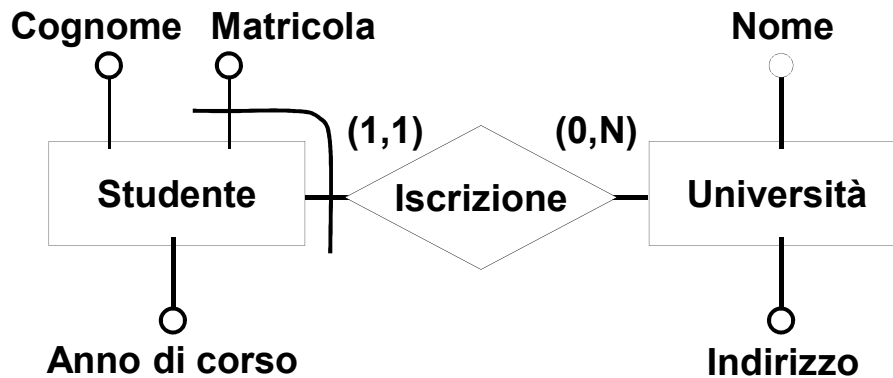 Cognome Matricola Nome
(1,1) (0,N)
Studente Iscrizione Università
Anno di corso Indirizzo